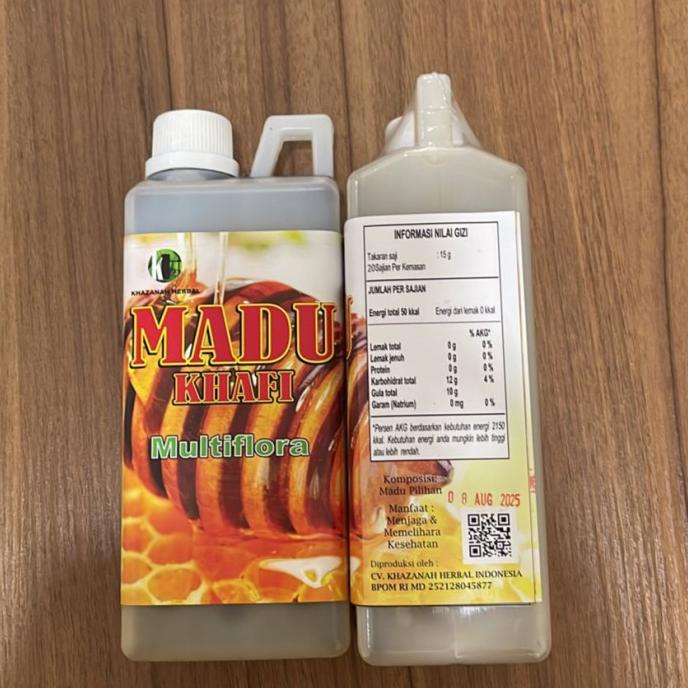 KHAZANAH HERBAL
MADU
KHAFI
Multiflora
INFORMASI NILAI GIZI
Takaran saji : 15 g
20Sajian Per Kemasan
JUMLAH PER SAJIAN
Energi total 50 kkal Energi dari lemak 0 kkal
% AKG*
Lemak total 0 g 0 %
Lemak jenuh 0 g 0 %
Protein 0 g 0 %
Karbohidrat total 12 g 4 %
Gula total 10 g
Garam (Natrium) 0 mg 0 %
*Persen AKG berdasarkan kebutuhan energi 2150
kkal. Kebutuhan energi anda mungkin lebih tinggi
atau lebih rendah.
Komposisi:
Madu Pilihan
0 8 AUG 2025
Manfaat :
Menjaga &
Memelihara
Kesehatan
Diproduksi oleh :
CV. KHAZANAH HERBAL INDONESIA
BPOM RI MD 252128045877